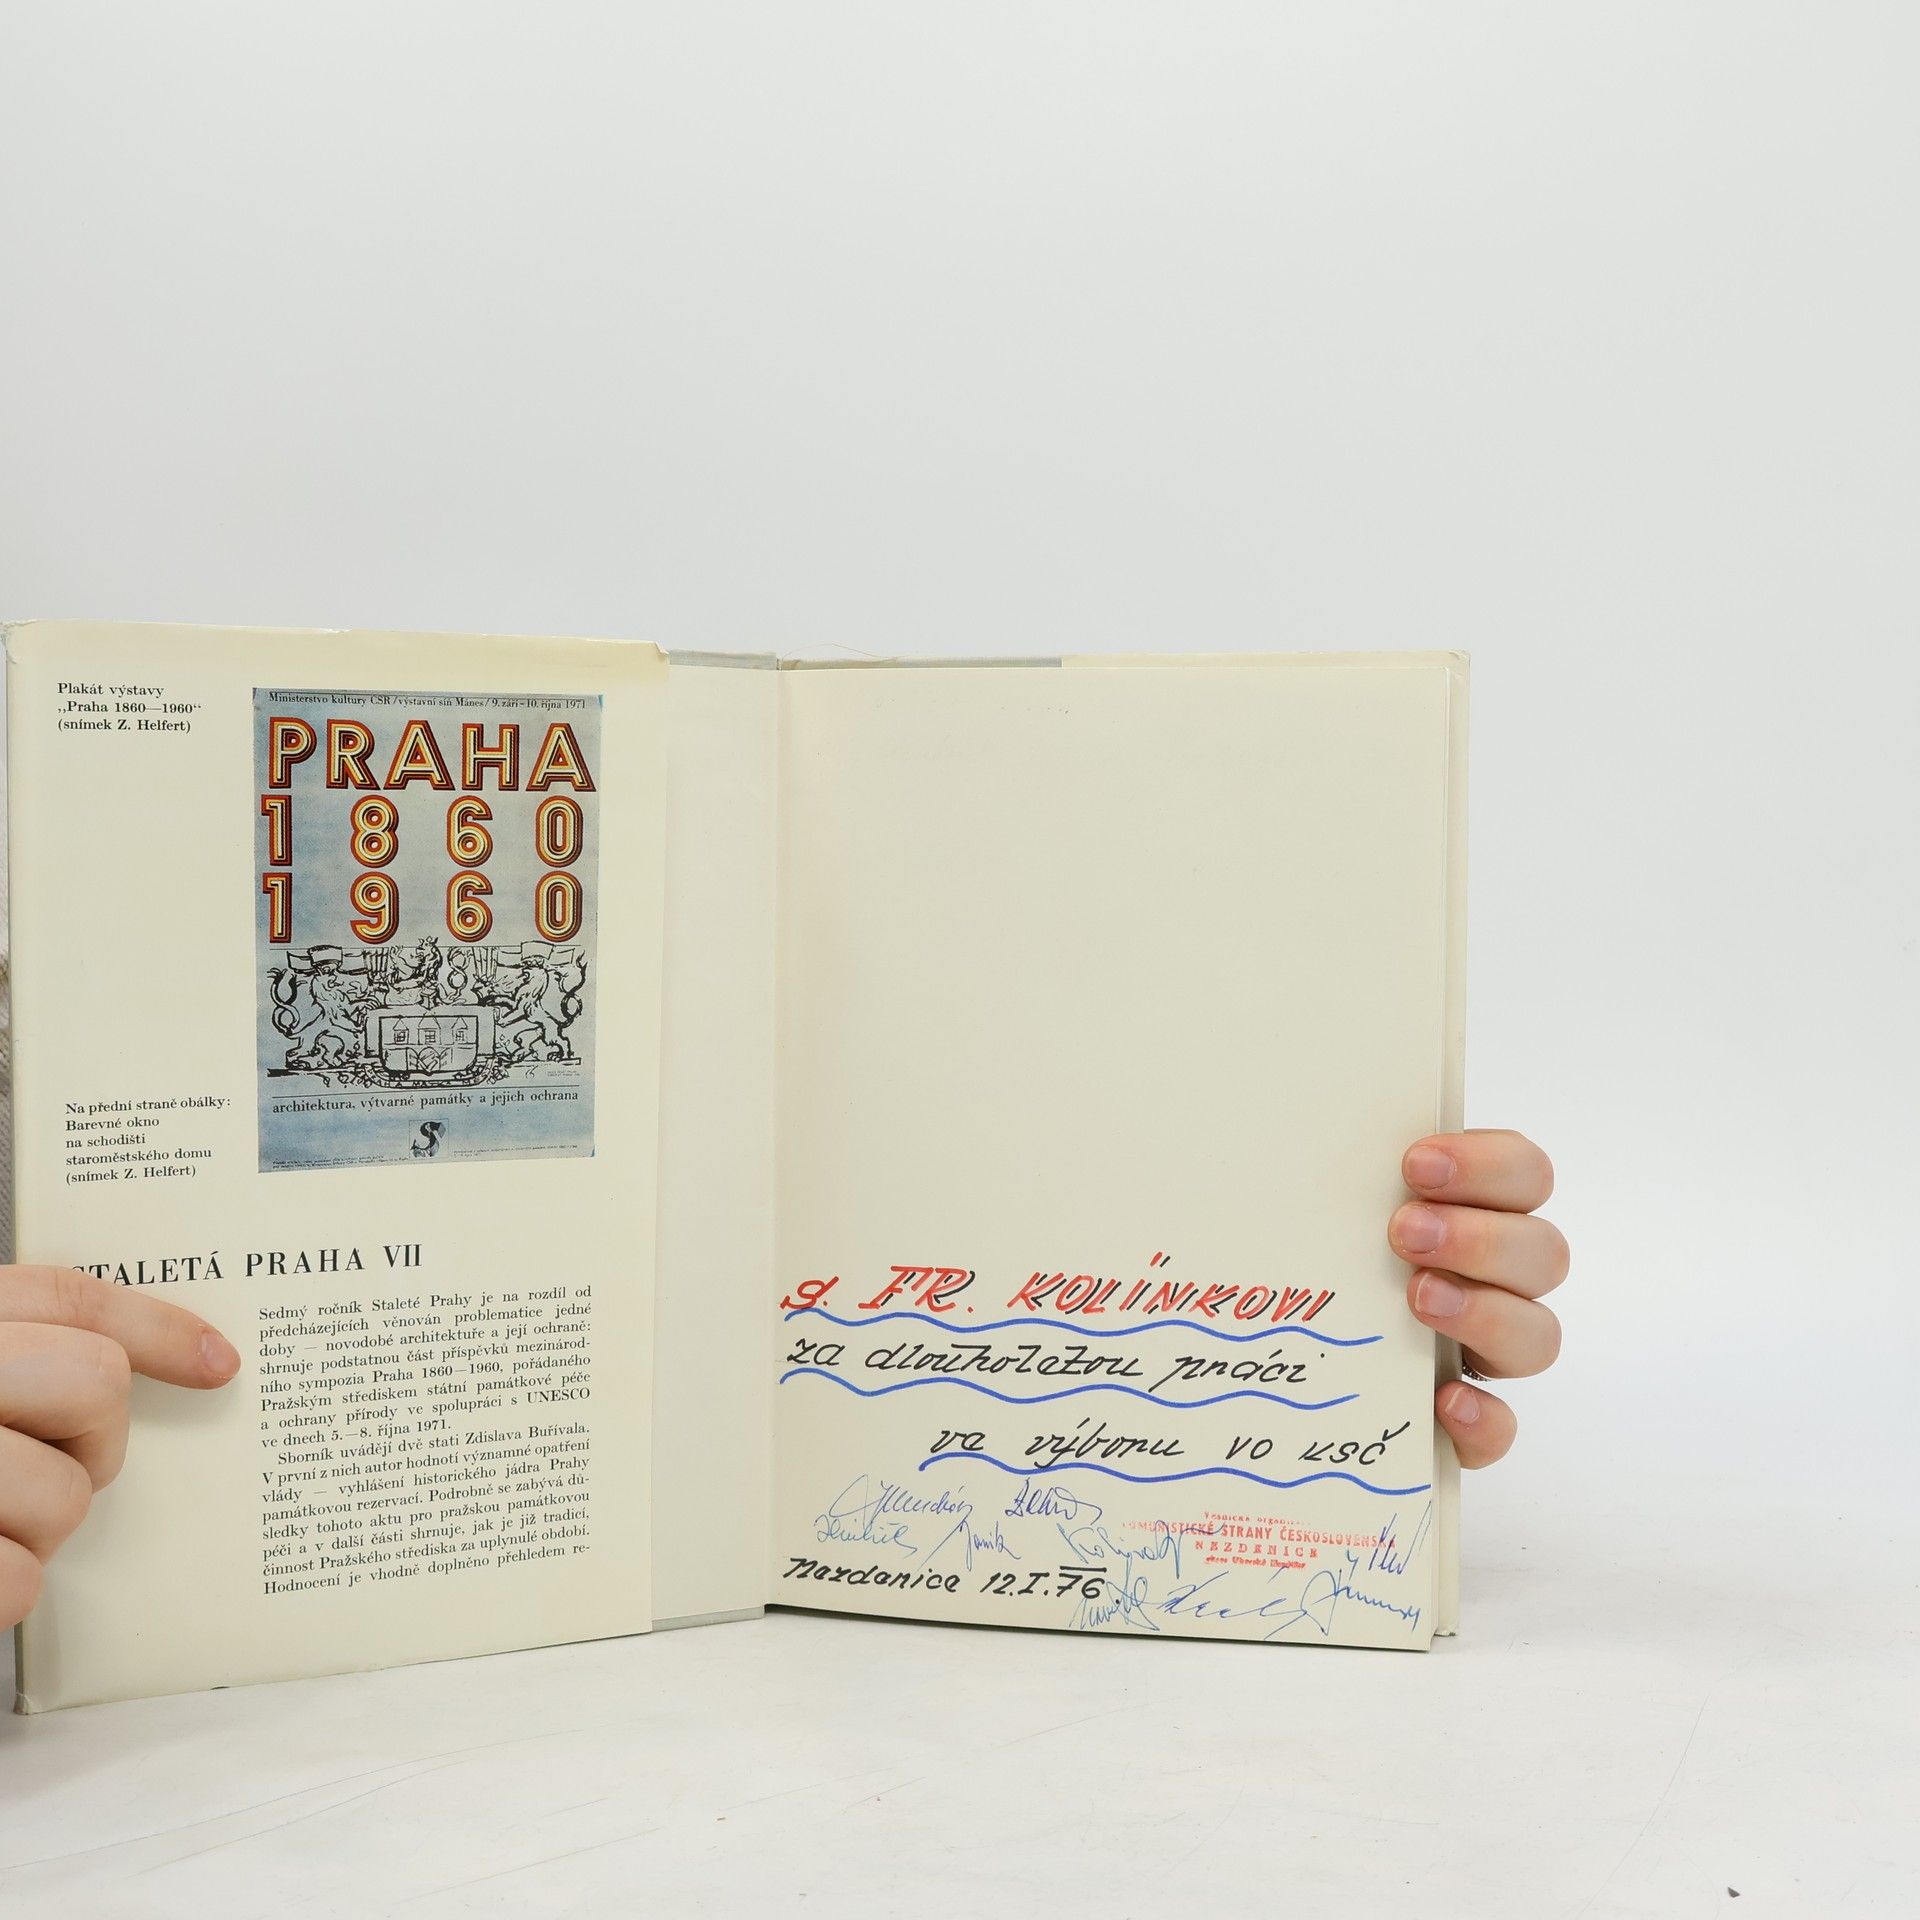 Plakát výstavy
,,Praha 1860—1960“
(snímek Z. Helfert)
Ministerstvo kultury ČSR/výstavní síň Mánes/9. září-10. října 1971
PRAHA
1860
1960
architektura, výtvarné památky a jejich ochrana
Na přední straně obálky:
Barevné okno
na schodišti
staroměstského domu
(snímek Z. Helfert)
STALETÁ PRAHA VII
Sedmý ročník Staleté Prahy je na rozdíl od
předcházejících věnován problematice jedné
doby — novodobé architektuře a její ochraně:
shrnuje podstatnou část příspěvků mezinárod-
ního sympozia Praha 1860—1960, pořádaného
Pražským střediskem státní památkové péče
a ochrany přírody ve spolupráci s UNESCO
ve dnech 5.—8. října 1971.
Sborník uvádějí dvě stati Zdislava Buřívala.
V první z nich autor hodnotí významné opatření
vlády — vyhlášení historického jádra Prahy
památkovou rezervací. Podrobně se zabývá dů-
sledky tohoto aktu pro pražskou památkovou
péči a v další části shrnuje, jak je již tradicí,
činnost Pražského střediska za uplynulé období.
Hodnocení je vhodně doplněno přehledem re-
S. FR. KOLÍNKOVI
za dlouholetou práci
ve výboru VO KSČ
Vesnická organi
KOMUNISTICKÉ STRANY ČESKOSLOVENSKA
NEZDENICE
Nezdenice 12.I.76.